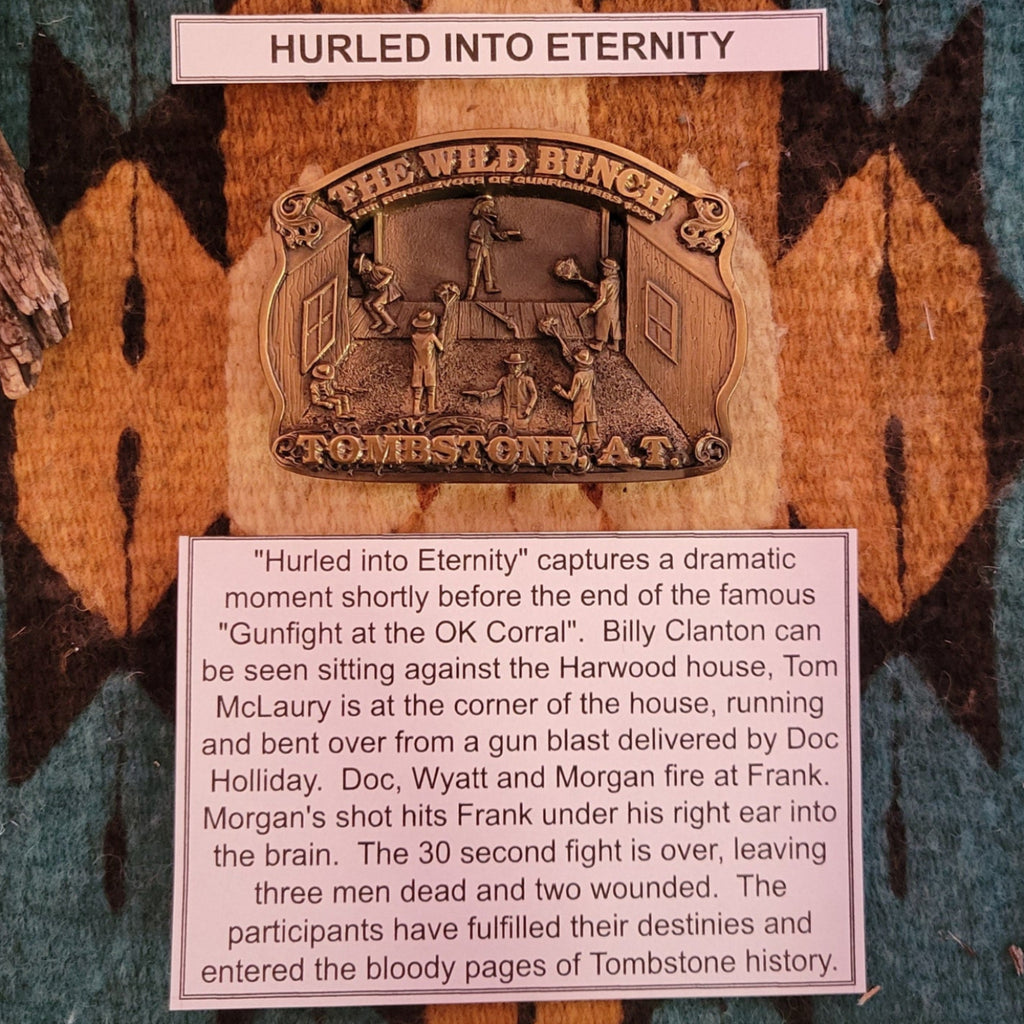 HURLED INTO ETERNITY
THE WILD BUNCH
RENDEZVOUS OF GUNFIGHTERS
TOMBSTONE, A.T.
"Hurled into Eternity" captures a dramatic
moment shortly before the end of the famous
"Gunfight at the OK Corral". Billy Clanton can
be seen sitting against the Harwood house, Tom
McLaury is at the corner of the house, running
and bent over from a gun blast delivered by Doc
Holliday. Doc, Wyatt and Morgan fire at Frank.
Morgan's shot hits Frank under his right ear into
the brain. The 30 second fight is over, leaving
three men dead and two wounded. The
participants have fulfilled their destinies and
entered the bloody pages of Tombstone history.